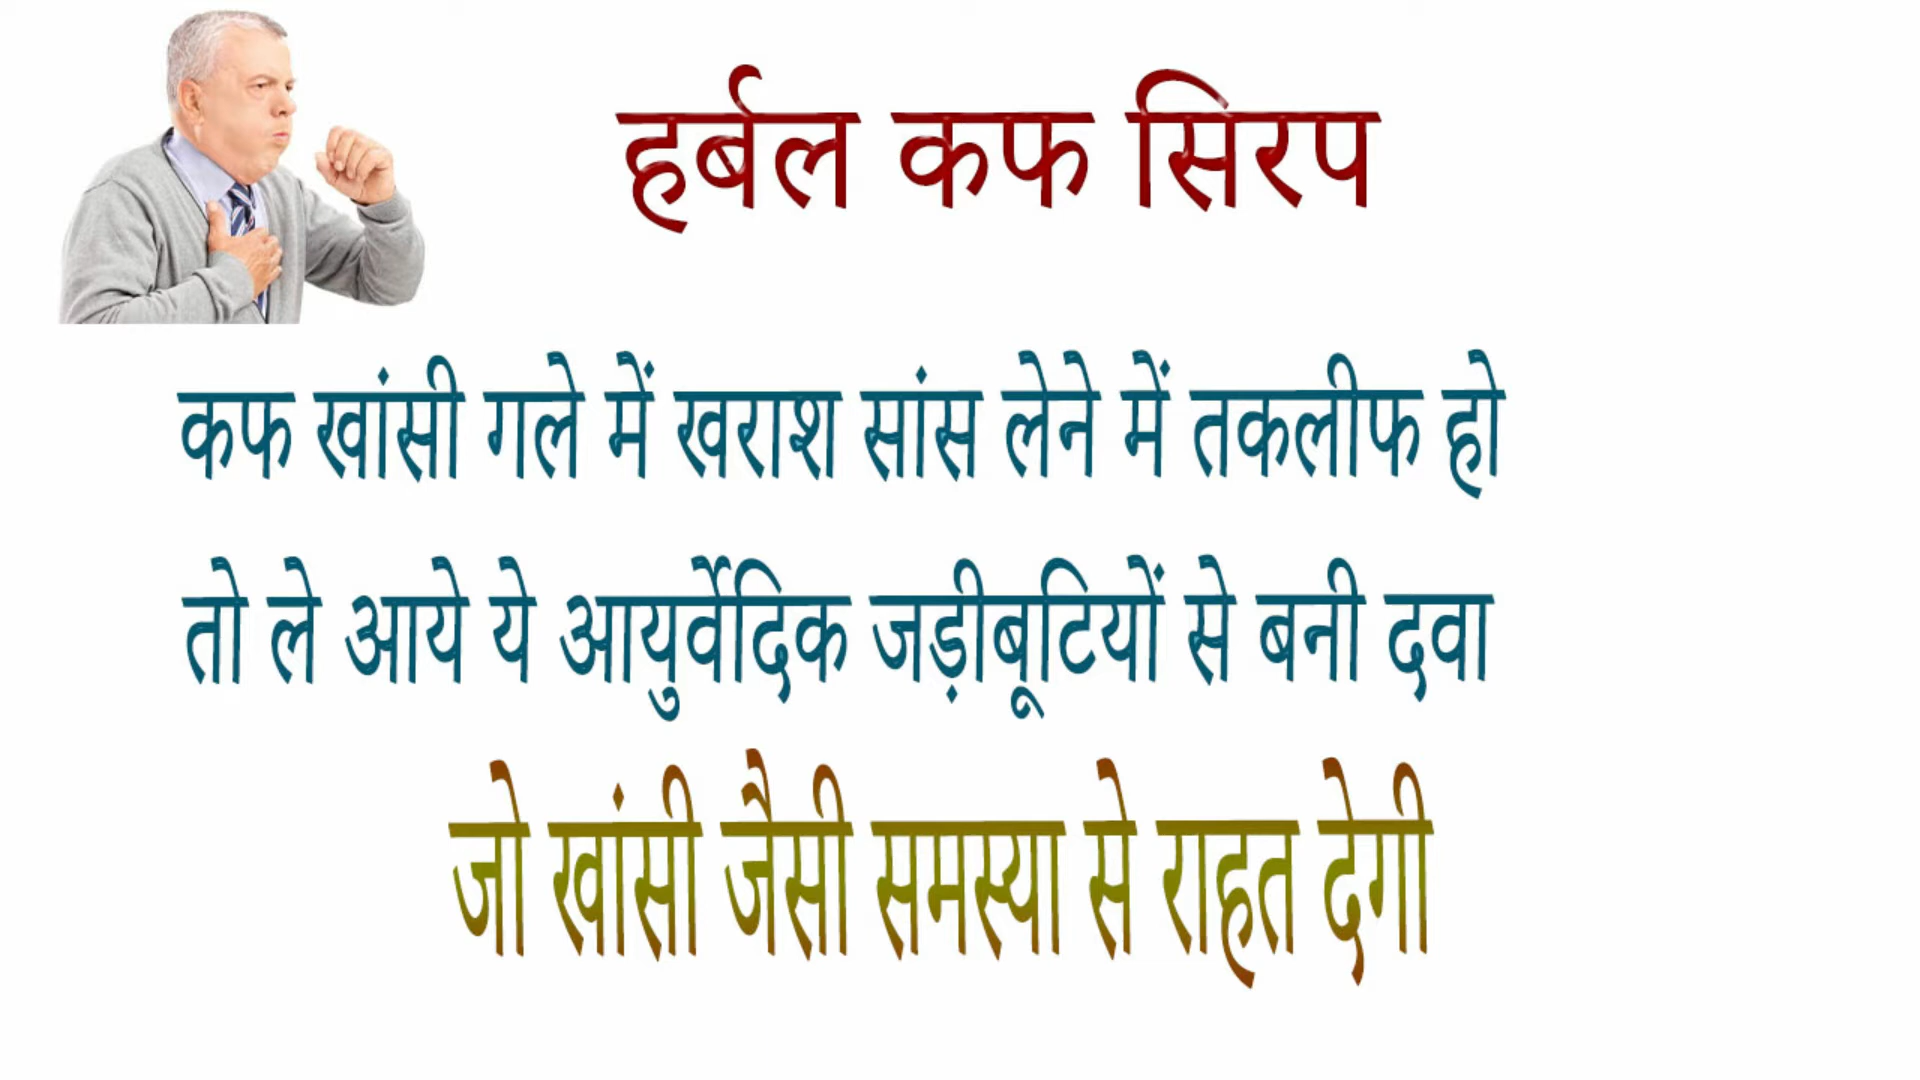 हर्बल कफ सिरप
कफ खांसी गले में खराश सांस लेने में तकलीफ हो
तो ले आये ये आयुर्वेदिक जड़ीबूटियों से बनी दवा
जो खांसी जैसी समस्या से राहत देगी